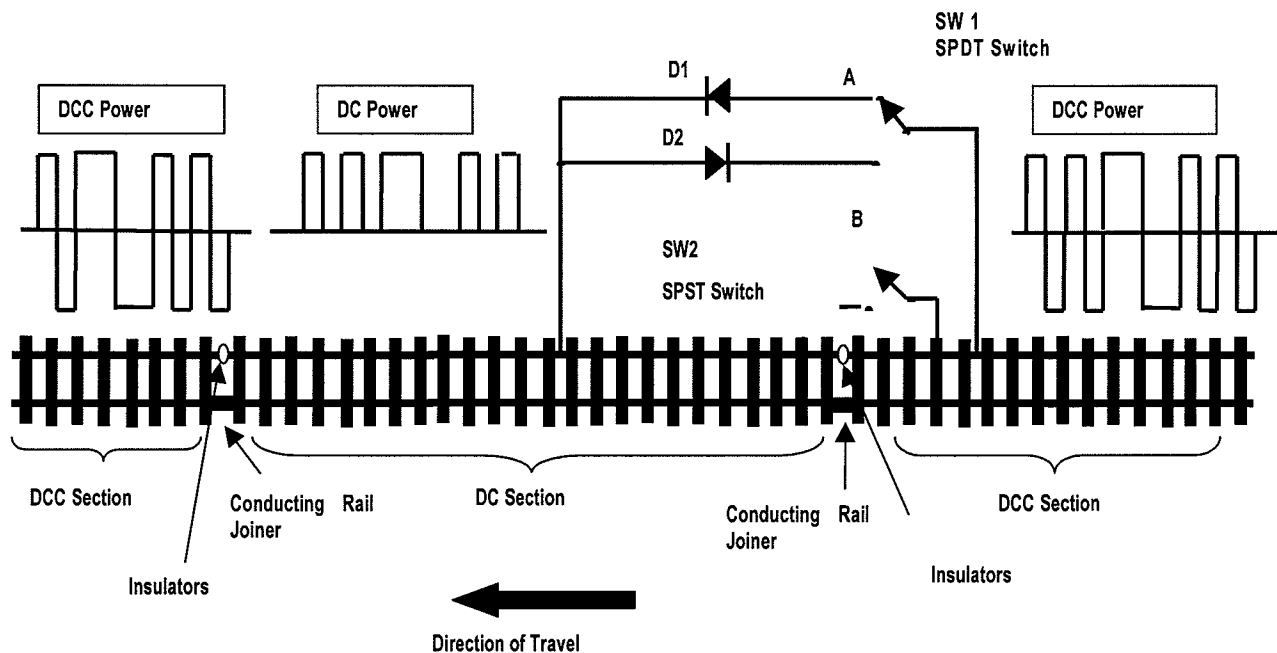 SW 1
SPDT Switch
D1
A
DCC Power
DC Power
DCC Power
D2
B
SW2
SPST Switch
DCC Section
Conducting Rail
Joiner
DC Section
Conducting Rail
Joiner
DCC Section
Insulators
Insulators
Direction of Travel